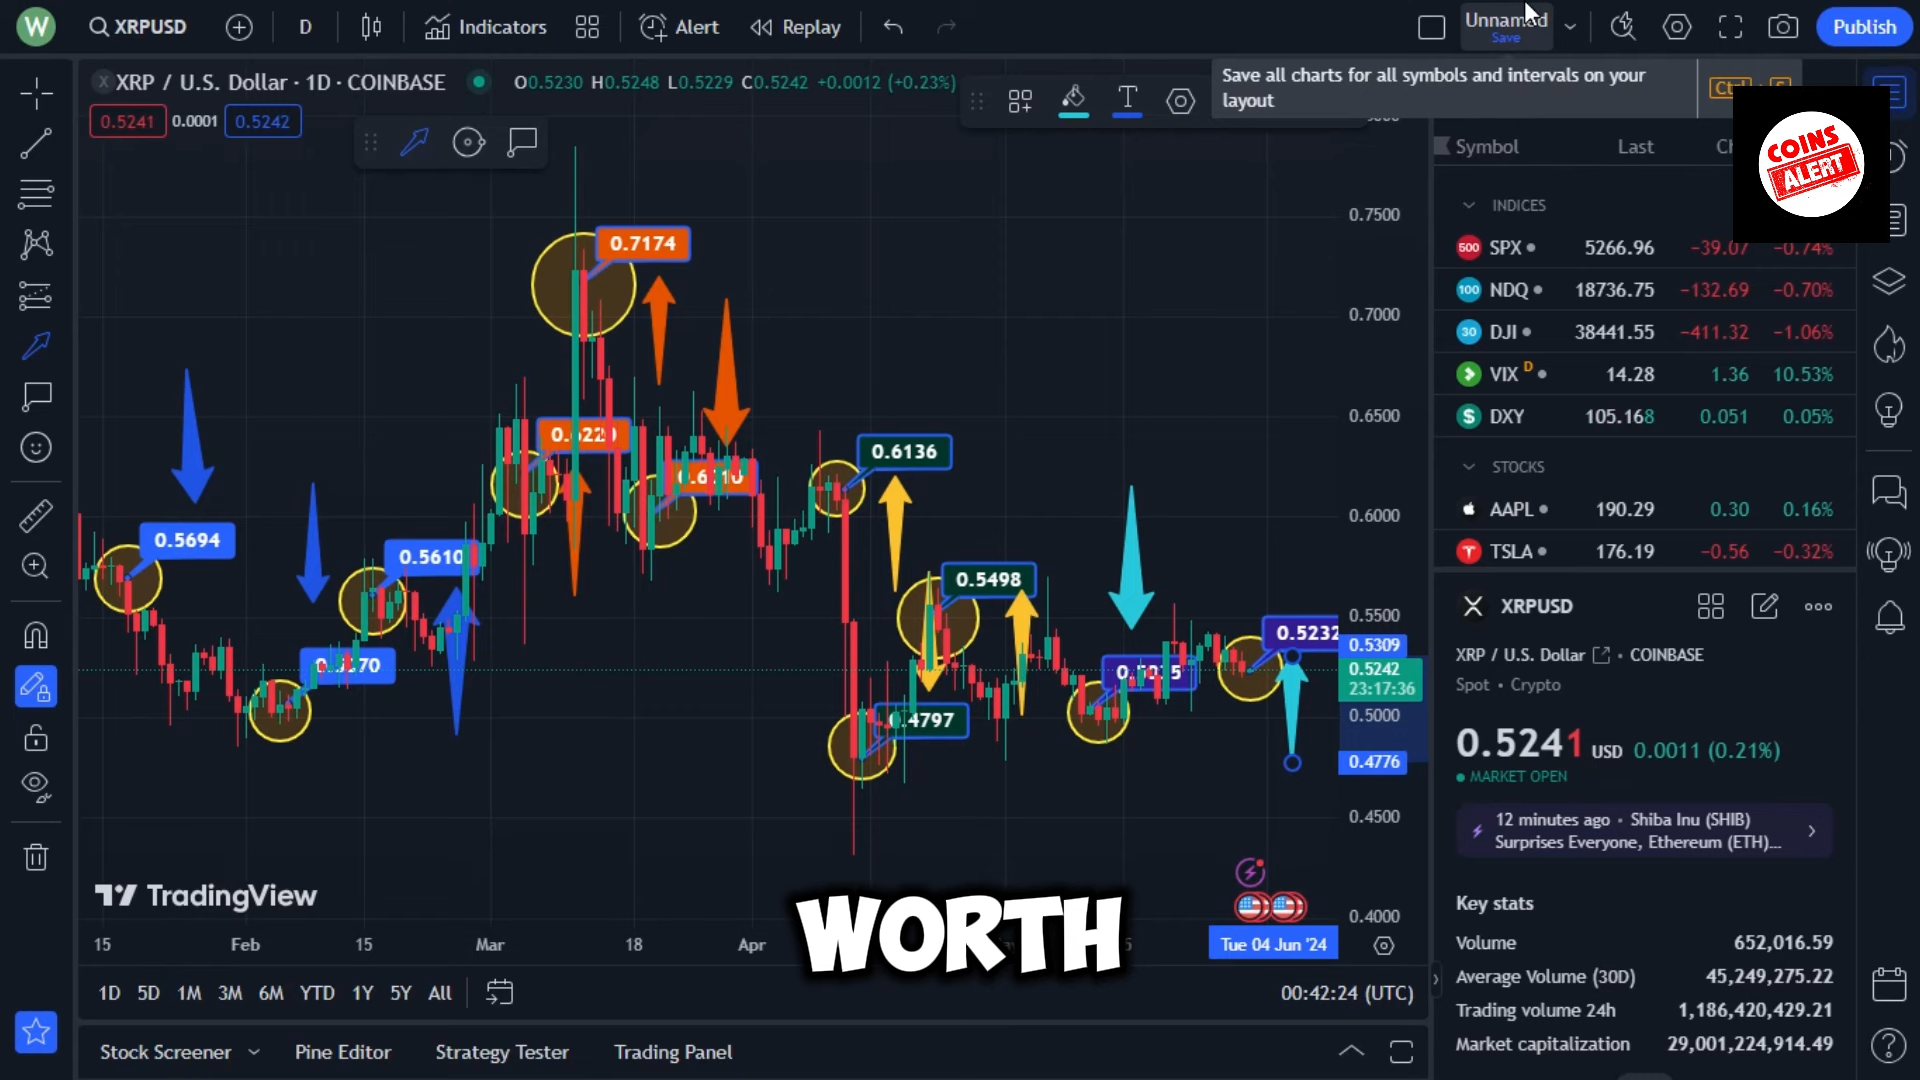 W
XRPUSD
D
Indicators
Alert
Replay
Unnamed
Save
Publish
XRP / U.S. Dollar · 1D · COINBASE
O0.5230 H0.5248 L0.5229 C0.5242 +0.0012 (+0.23%)
Save all charts for all symbols and intervals on your
layout
0.5241 0.0001 0.5242
COINS
ALERT
Symbol Last
INDICES
500 SPX 5266.96 −39.07 −0.74%
100 NDQ 18736.75 −132.69 −0.70%
30 DJI 38441.55 −411.32 −1.06%
VIX D 14.28 1.36 10.53%
$ DXY 105.168 0.051 0.05%
STOCKS
AAPL 190.29 0.30 0.16%
TSLA 176.19 −0.56 −0.32%
0.7174
0.6136
0.5694
0.5610
0.5498
0.4797
0.5232
0.7500
0.7000
0.6500
0.6000
0.5500
0.5309
0.5242
23:17:36
0.5000
0.4776
0.4500
0.4000
XRPUSD
XRP / U.S. Dollar · COINBASE
Spot · Crypto
0.5241 USD 0.0011 (0.21%)
MARKET OPEN
12 minutes ago · Shiba Inu (SHIB)
Surprises Everyone, Ethereum (ETH)...
Key stats
Volume 652,016.59
Average Volume (30D) 45,249,275.22
Trading volume 24h 1,186,420,429.21
Market capitalization 29,001,224,914.49
TradingView
WORTH
15 Feb 15 Mar 18 Apr
Tue 04 Jun '24
1D 5D 1M 3M 6M YTD 1Y 5Y All
00:42:24 (UTC)
Stock Screener Pine Editor Strategy Tester Trading Panel